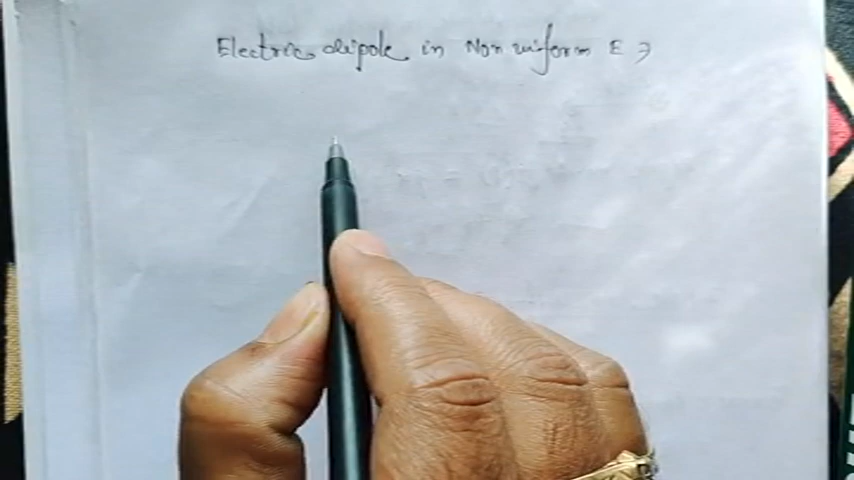 Electric dipole in Non uniform E →